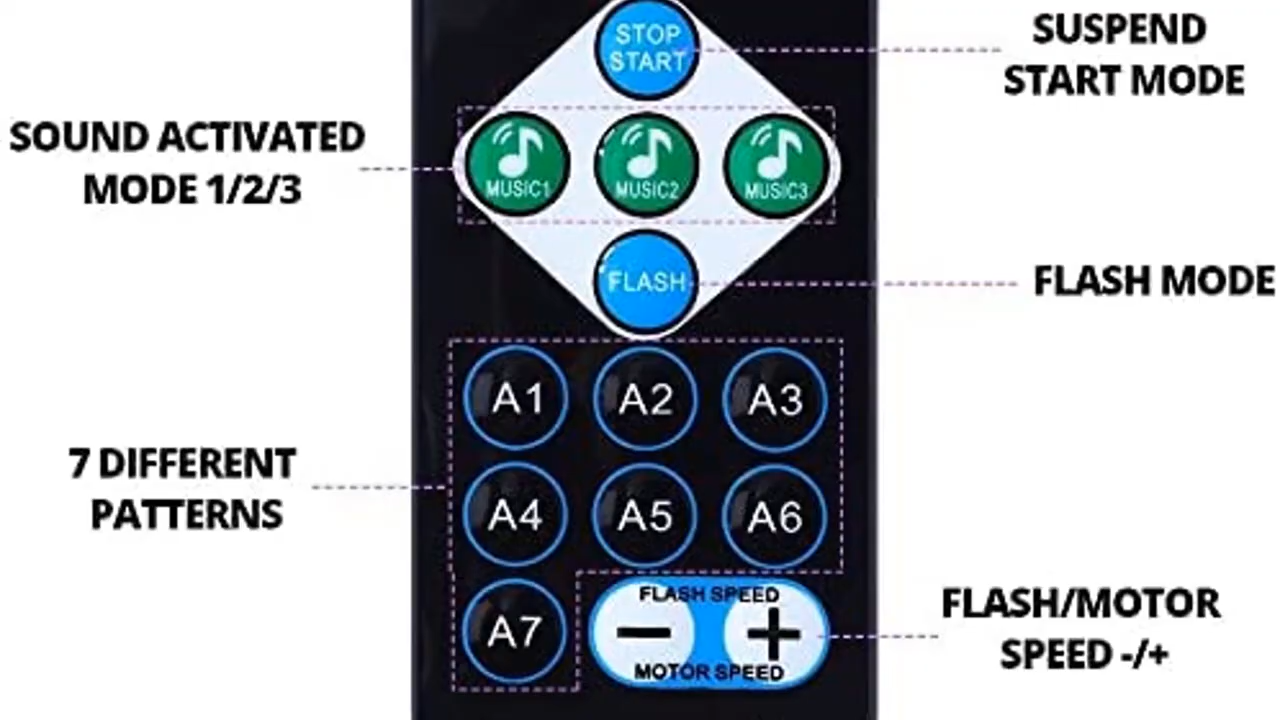 STOP
START
SUSPEND
START MODE
SOUND ACTIVATED
MODE 1/2/3
MUSIC1
MUSIC2
MUSIC3
FLASH
FLASH MODE
A1
A2
A3
7 DIFFERENT
PATTERNS
A4
A5
A6
A7
FLASH SPEED
− +
MOTOR SPEED
FLASH/MOTOR
SPEED -/+